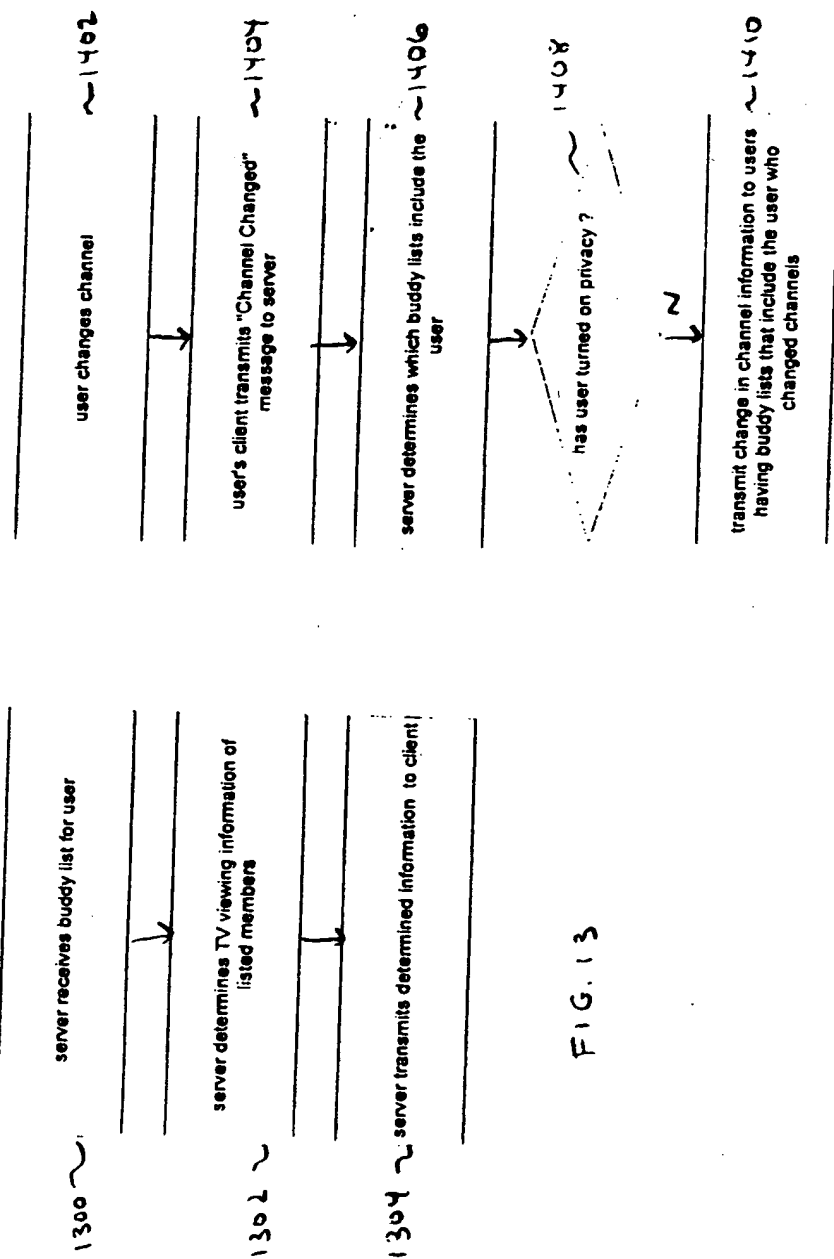 1300 ~ server receives buddy list for user
1302 ~ server determines TV viewing information of
listed members
1304 ~ server transmits determined information to client
FIG. 13
user changes channel ~1402
user's client transmits "Channel Changed" ~1404
message to server
server determines which buddy lists include the ~1406
user
has user turned on privacy ? ~ 1408
N
transmit change in channel information to users ~1410
having buddy lists that include the user who
changed channels